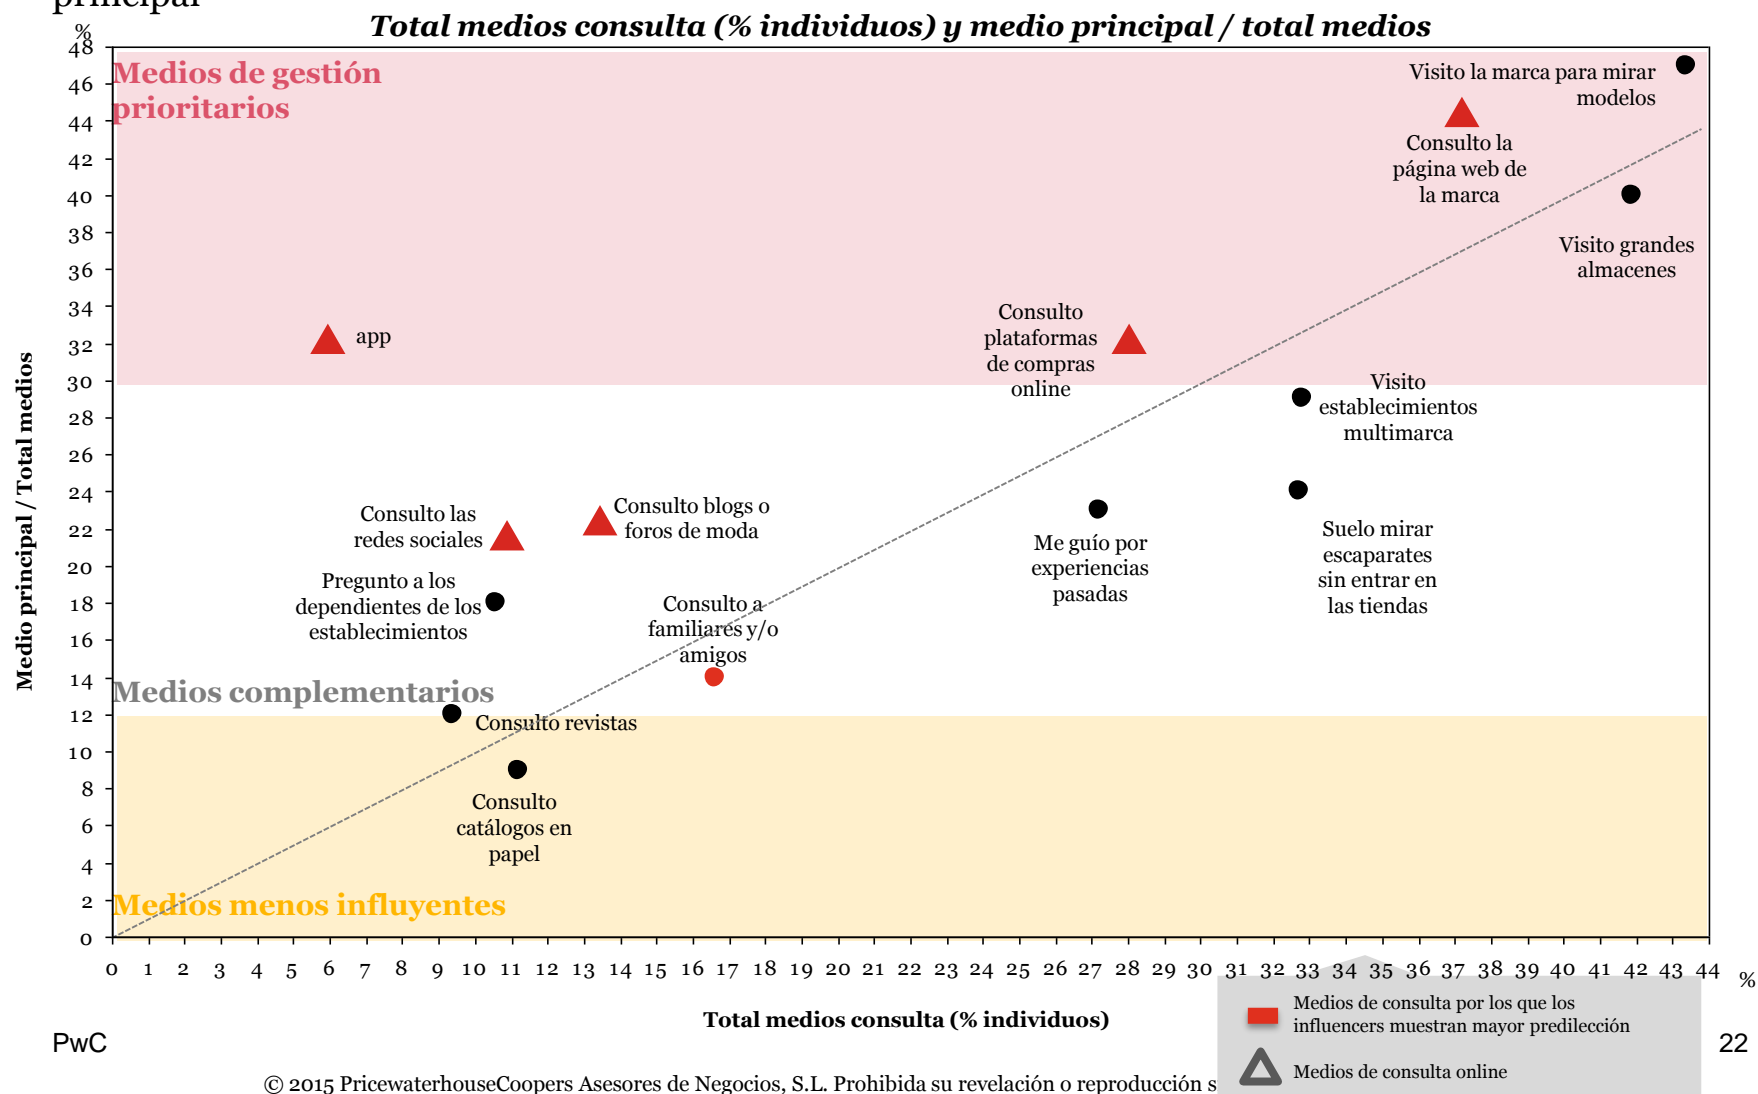 principal
Total medios consulta (% individuos) y medio principal / total medios
%
48
46
44
42
40
38
36
34
32
30
28
26
24
22
20
18
16
14
12
10
8
6
4
2
0
Medio principal / Total medios
Medios de gestión
prioritarios
Visito la marca para mirar
modelos
Consulto la
página web de
la marca
Visito grandes
almacenes
app
Consulto
plataformas
de compras
online
Visito
establecimientos
multimarca
Consulto las
redes sociales
Consulto blogs o
foros de moda
Me guío por
experiencias
pasadas
Suelo mirar
escaparates
sin entrar en
las tiendas
Pregunto a los
dependientes de los
establecimientos
Consulto a
familiares y/o
amigos
Medios complementarios
Consulto revistas
Consulto
catálogos en
papel
Medios menos influyentes
0 1 2 3 4 5 6 7 8 9 10 11 12 13 14 15 16 17 18 19 20 21 22 23 24 25 26 27 28 29 30 31 32 33 34 35 36 37 38 39 40 41 42 43 44
%
Total medios consulta (% individuos)
Medios de consulta por los que los
influencers muestran mayor predilección
Medios de consulta online
PwC
22
© 2015 PricewaterhouseCoopers Asesores de Negocios, S.L. Prohibida su revelación o reproducción s